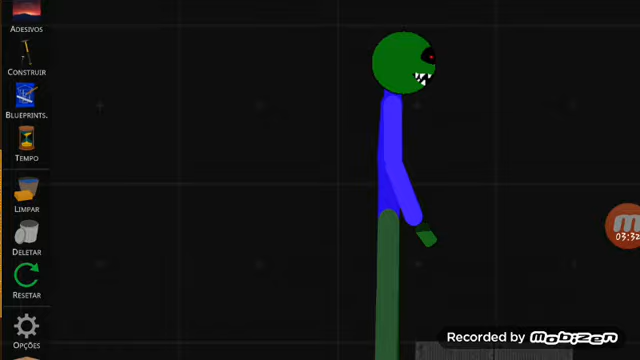 ADESIVOS
CONSTRUIR
BLUEPRINTS.
TEMPO
LIMPAR
DELETAR
RESETAR
OPÇÕES
03:32
Recorded by mobizen